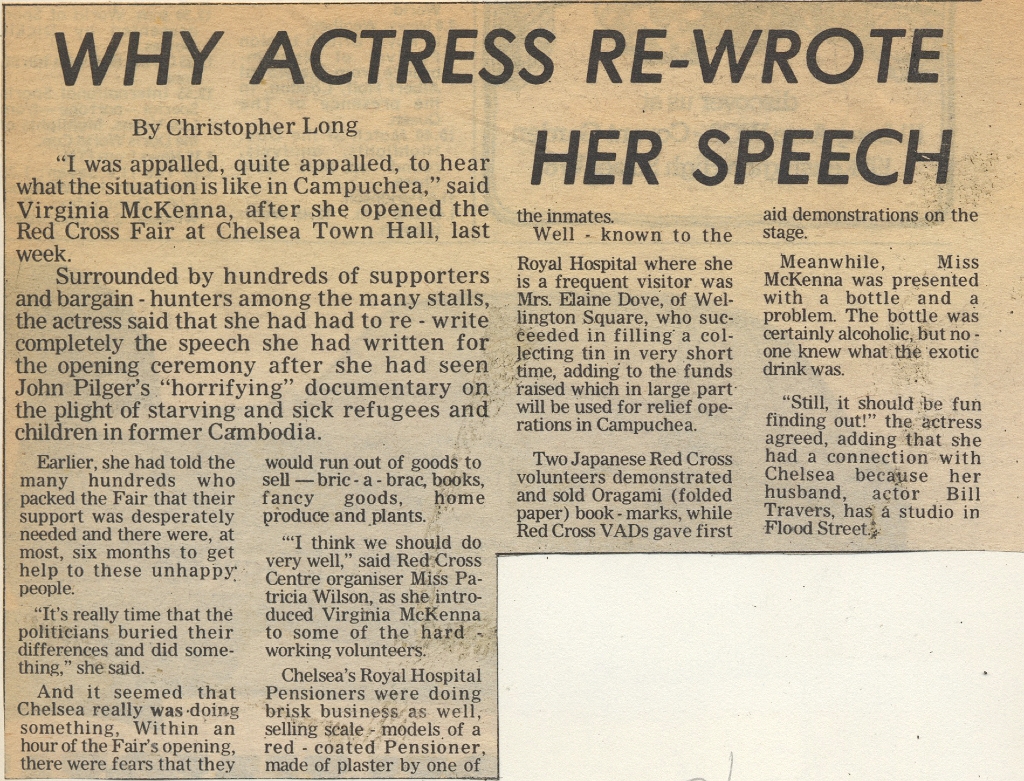 WHY ACTRESS RE-WROTE
HER SPEECH
By Christopher Long
"I was appalled, quite appalled, to hear
what the situation is like in Campuchea," said
Virginia McKenna, after she opened the
Red Cross Fair at Chelsea Town Hall, last
week.
Surrounded by hundreds of supporters
and bargain - hunters among the many stalls,
the actress said that she had had to re - write
completely the speech she had written for
the opening ceremony after she had seen
John Pilger's "horrifying" documentary on
the plight of starving and sick refugees and
children in former Cambodia.
Earlier, she had told the
many hundreds who
packed the Fair that their
support was desperately
needed and there were, at
most, six months to get
help to these unhappy
people.
"It's really time that the
politicians buried their
differences and did some-
thing," she said.
And it seemed that
Chelsea really was doing
something, Within an
hour of the Fair's opening,
there were fears that they
would run out of goods to
sell — bric - a - brac, books,
fancy goods, home
produce and plants.
"'I think we should do
very well," said Red Cross
Centre organiser Miss Pa-
tricia Wilson, as she intro-
duced Virginia McKenna
to some of the hard -
working volunteers.
Chelsea's Royal Hospital
Pensioners were doing
brisk business as well,
selling scale - models of a
red - coated Pensioner,
made of plaster by one of
the inmates.
Well - known to the
Royal Hospital where she
is a frequent visitor was
Mrs. Elaine Dove, of Wel-
lington Square, who suc-
ceeded in filling a col-
lecting tin in very short
time, adding to the funds
raised which in large part
will be used for relief ope-
rations in Campuchea.
Two Japanese Red Cross
volunteers demonstrated
and sold Oragami (folded
paper) book - marks, while
Red Cross VADs gave first
aid demonstrations on the
stage.
Meanwhile, Miss
McKenna was presented
with a bottle and a
problem. The bottle was
certainly alcoholic, but no -
one knew what the exotic
drink was.
"Still, it should be fun
finding out!" the actress
agreed, adding that she
had a connection with
Chelsea because her
husband, actor Bill
Travers, has a studio in
Flood Street.